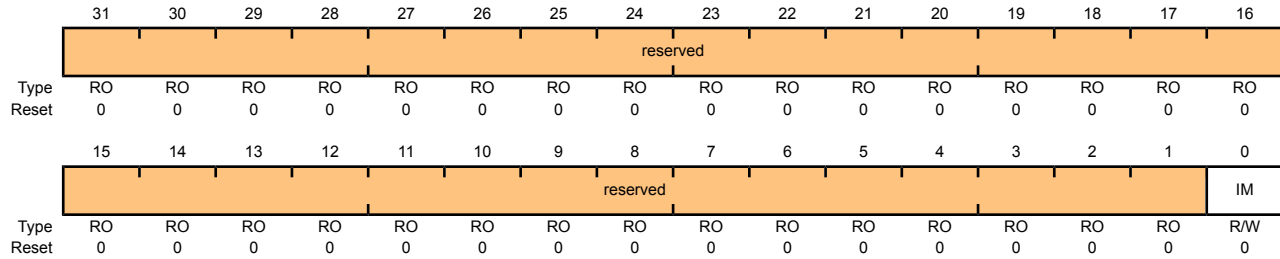 31 30 29 28 27 26 25 24 23 22 21 20 19 18 17 16
reserved
Type RO RO RO RO RO RO RO RO RO RO RO RO RO RO RO RO
Reset 0 0 0 0 0 0 0 0 0 0 0 0 0 0 0 0
15 14 13 12 11 10 9 8 7 6 5 4 3 2 1 0
reserved IM
Type RO RO RO RO RO RO RO RO RO RO RO RO RO RO RO R/W
Reset 0 0 0 0 0 0 0 0 0 0 0 0 0 0 0 0